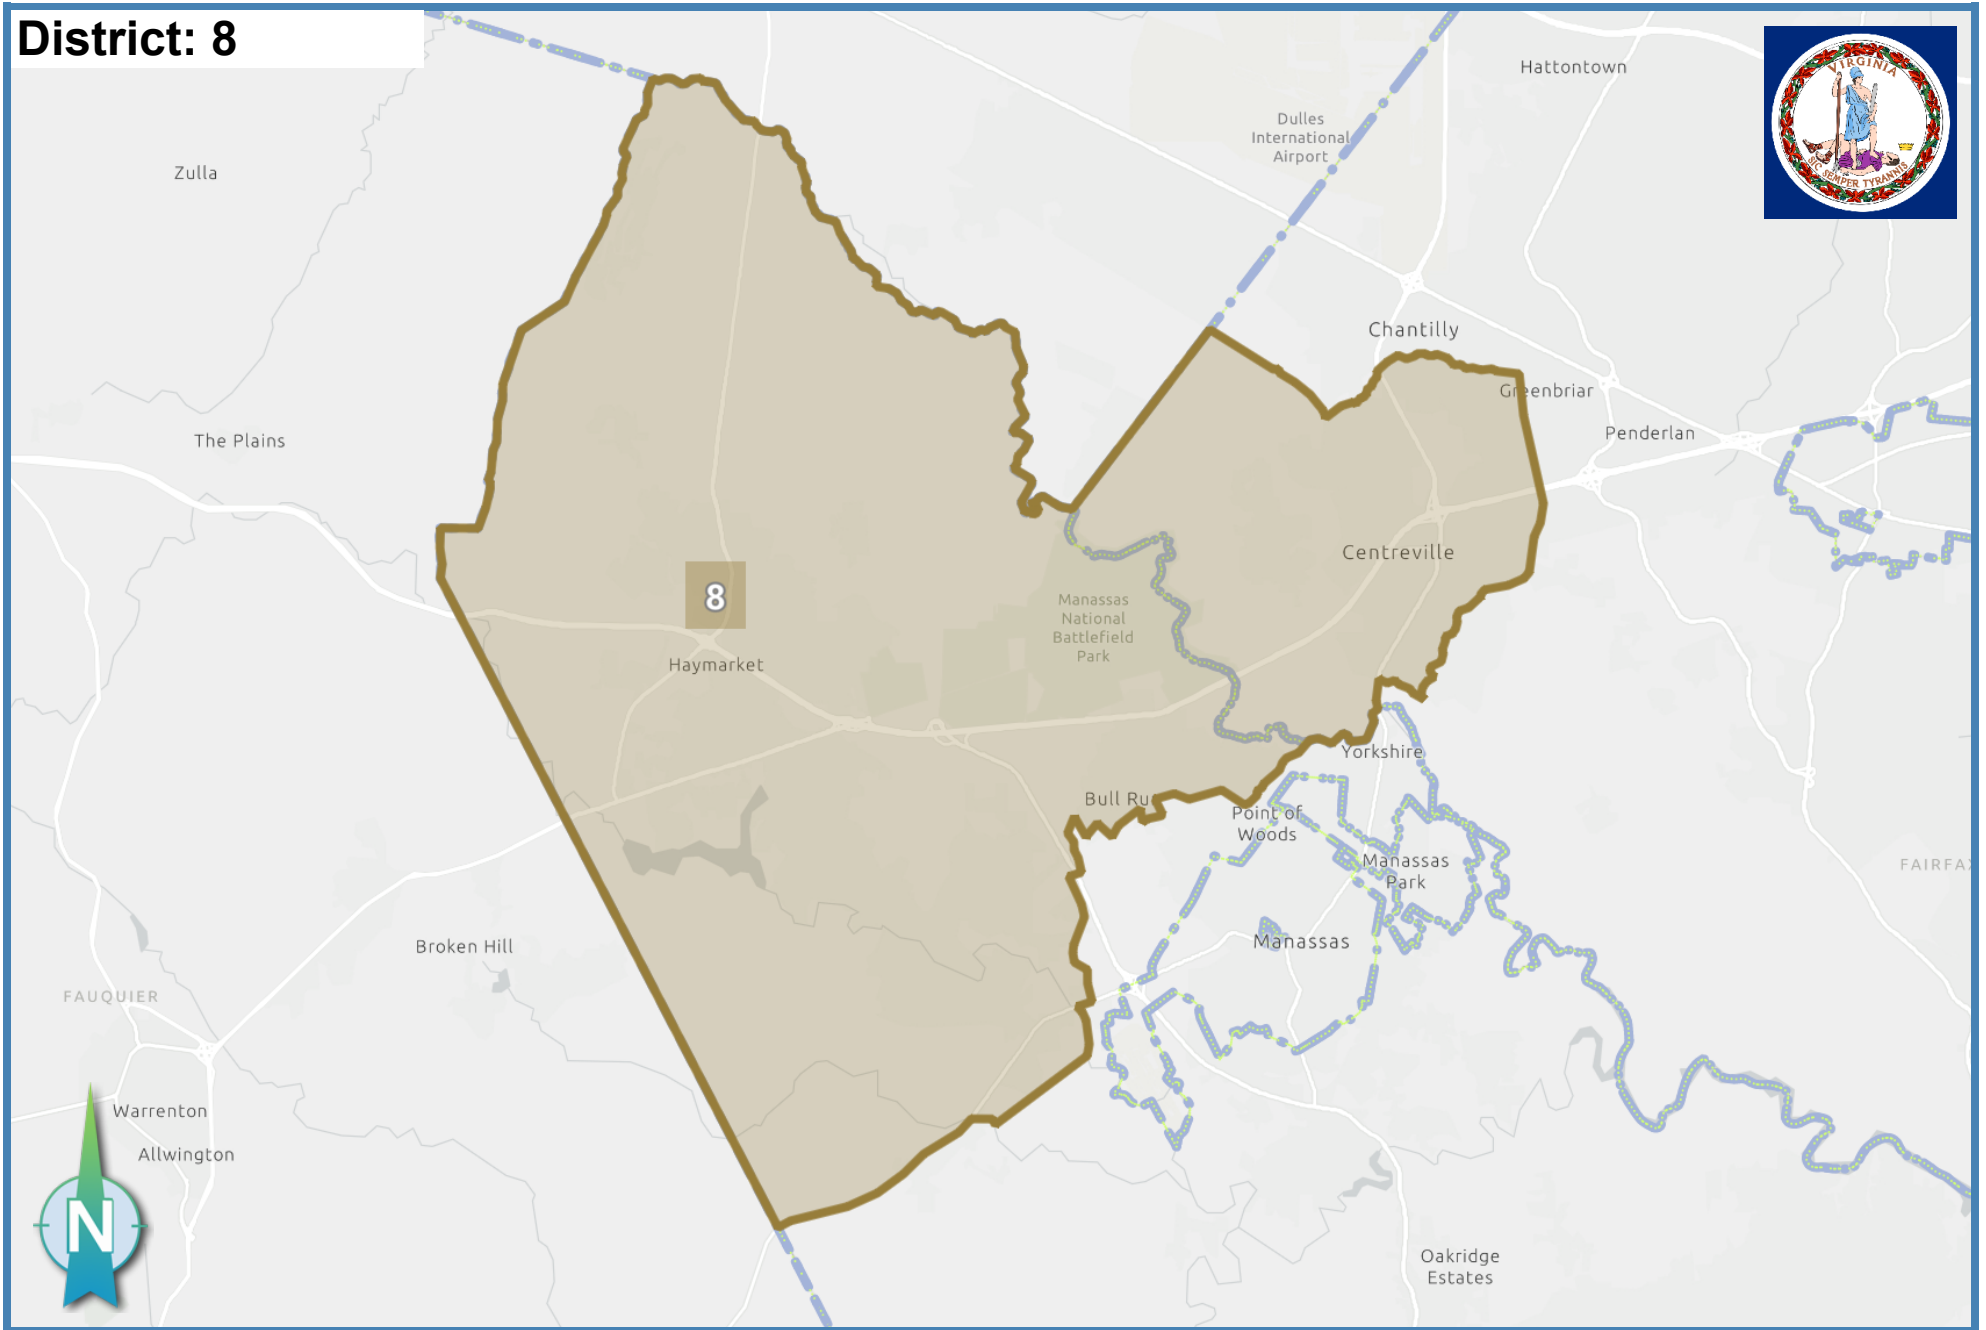 District: 8
Hattontown
VIRGINIA
SIC SEMPER TYRANNIS
Dulles
International
Airport
Zulla
Chantilly
Greenbriar
Penderlan
The Plains
Centreville
8
Manassas
National
Battlefield
Park
Haymarket
Yorkshire
Bull Ru
Point of
Woods
Manassas
Park
FAIRFA
Manassas
Broken Hill
FAUQUIER
Warrenton
Allwington
N
Oakridge
Estates